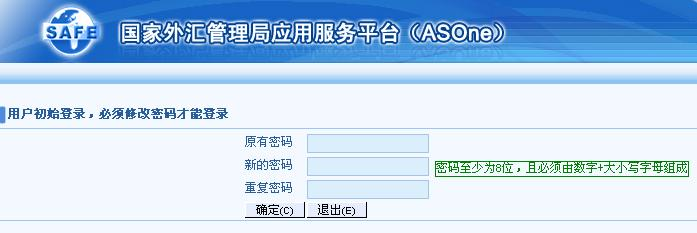 SAFE 国家外汇管理局应用服务平台（ASOne）
用户初始登录，必须修改密码才能登录
原有密码
新的密码 密码至少为8位，且必须由数字+大小写字母组成
重复密码
确定(C) 退出(E)